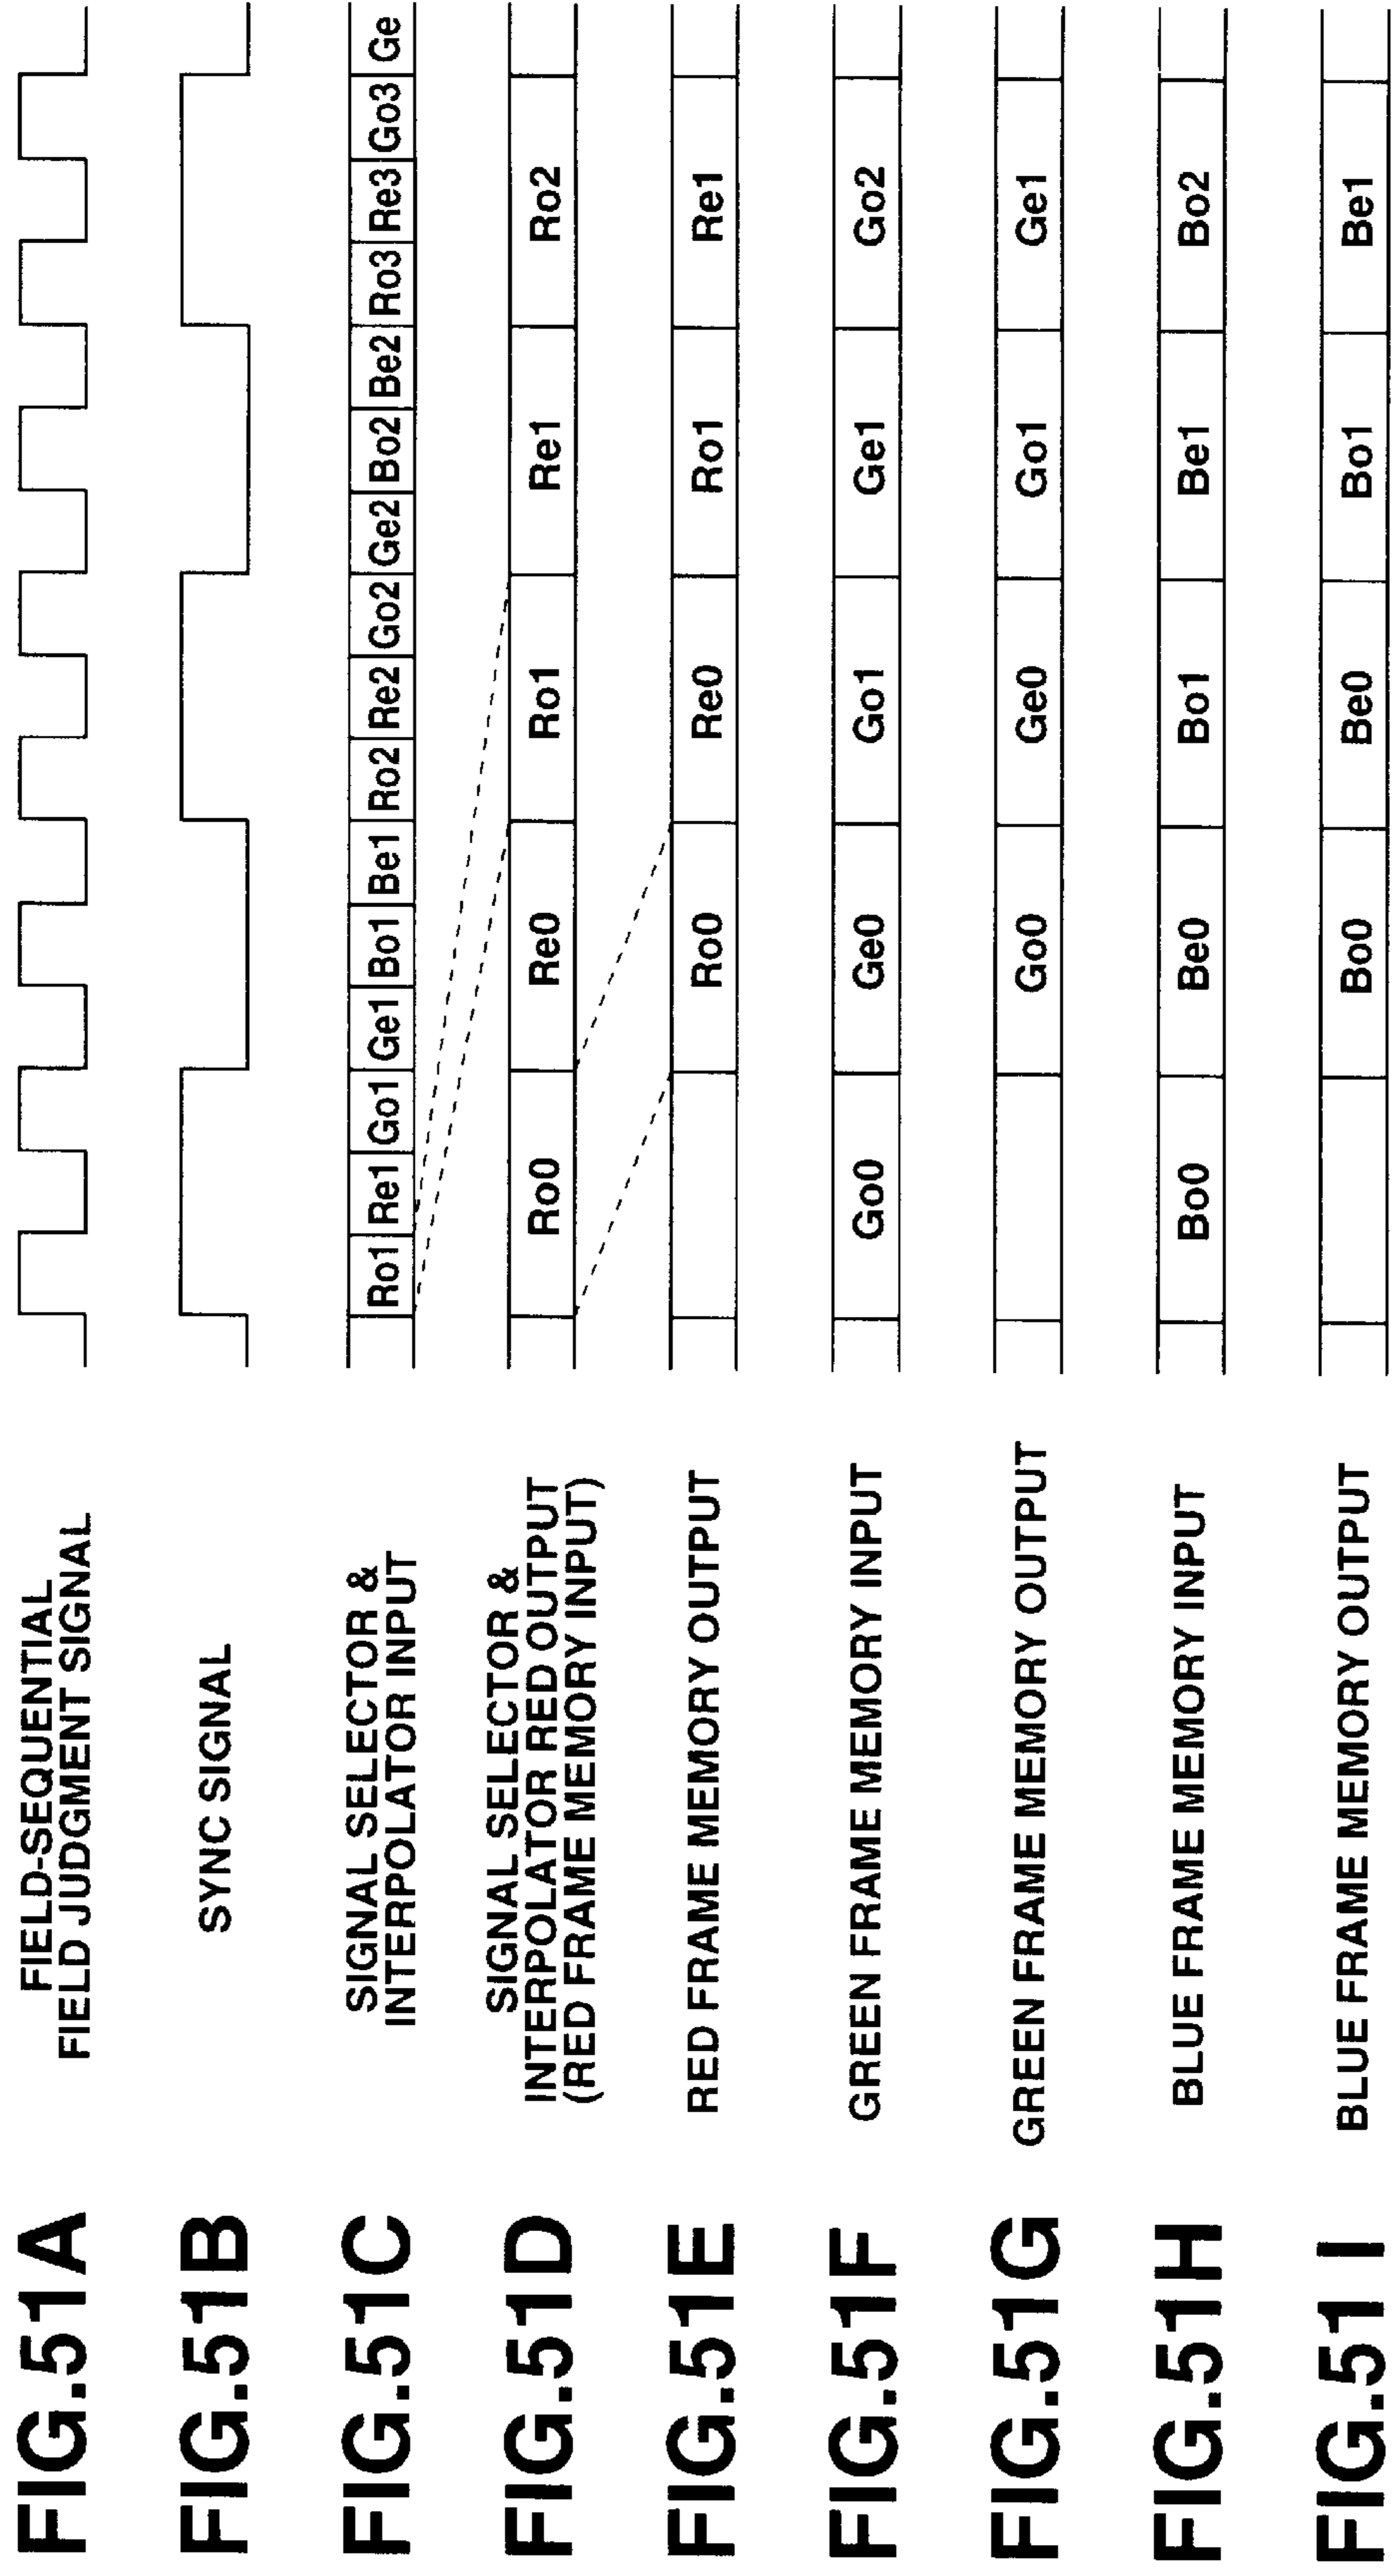 FIG.51A
FIELD-SEQUENTIAL
FIELD JUDGMENT SIGNAL
FIG.51B
SYNC SIGNAL
FIG.51C
SIGNAL SELECTOR &
INTERPOLATOR INPUT
Ro1 Re1 Go1 Ge1 Bo1 Be1 Ro2 Re2 Go2 Ge2 Bo2 Be2 Ro3 Re3 Go3 Ge
FIG.51D
SIGNAL SELECTOR &
INTERPOLATOR RED OUTPUT
(RED FRAME MEMORY INPUT)
Ro0 Re0 Ro1 Re1 Ro2
FIG.51E
RED FRAME MEMORY OUTPUT
Ro0 Re0 Ro1 Re1
FIG.51F
GREEN FRAME MEMORY INPUT
Go0 Ge0 Go1 Ge1 Go2
FIG.51G
GREEN FRAME MEMORY OUTPUT
Go0 Ge0 Go1 Ge1
FIG.51H
BLUE FRAME MEMORY INPUT
Bo0 Be0 Bo1 Be1 Bo2
FIG.51 I
BLUE FRAME MEMORY OUTPUT
Bo0 Be0 Bo1 Be1